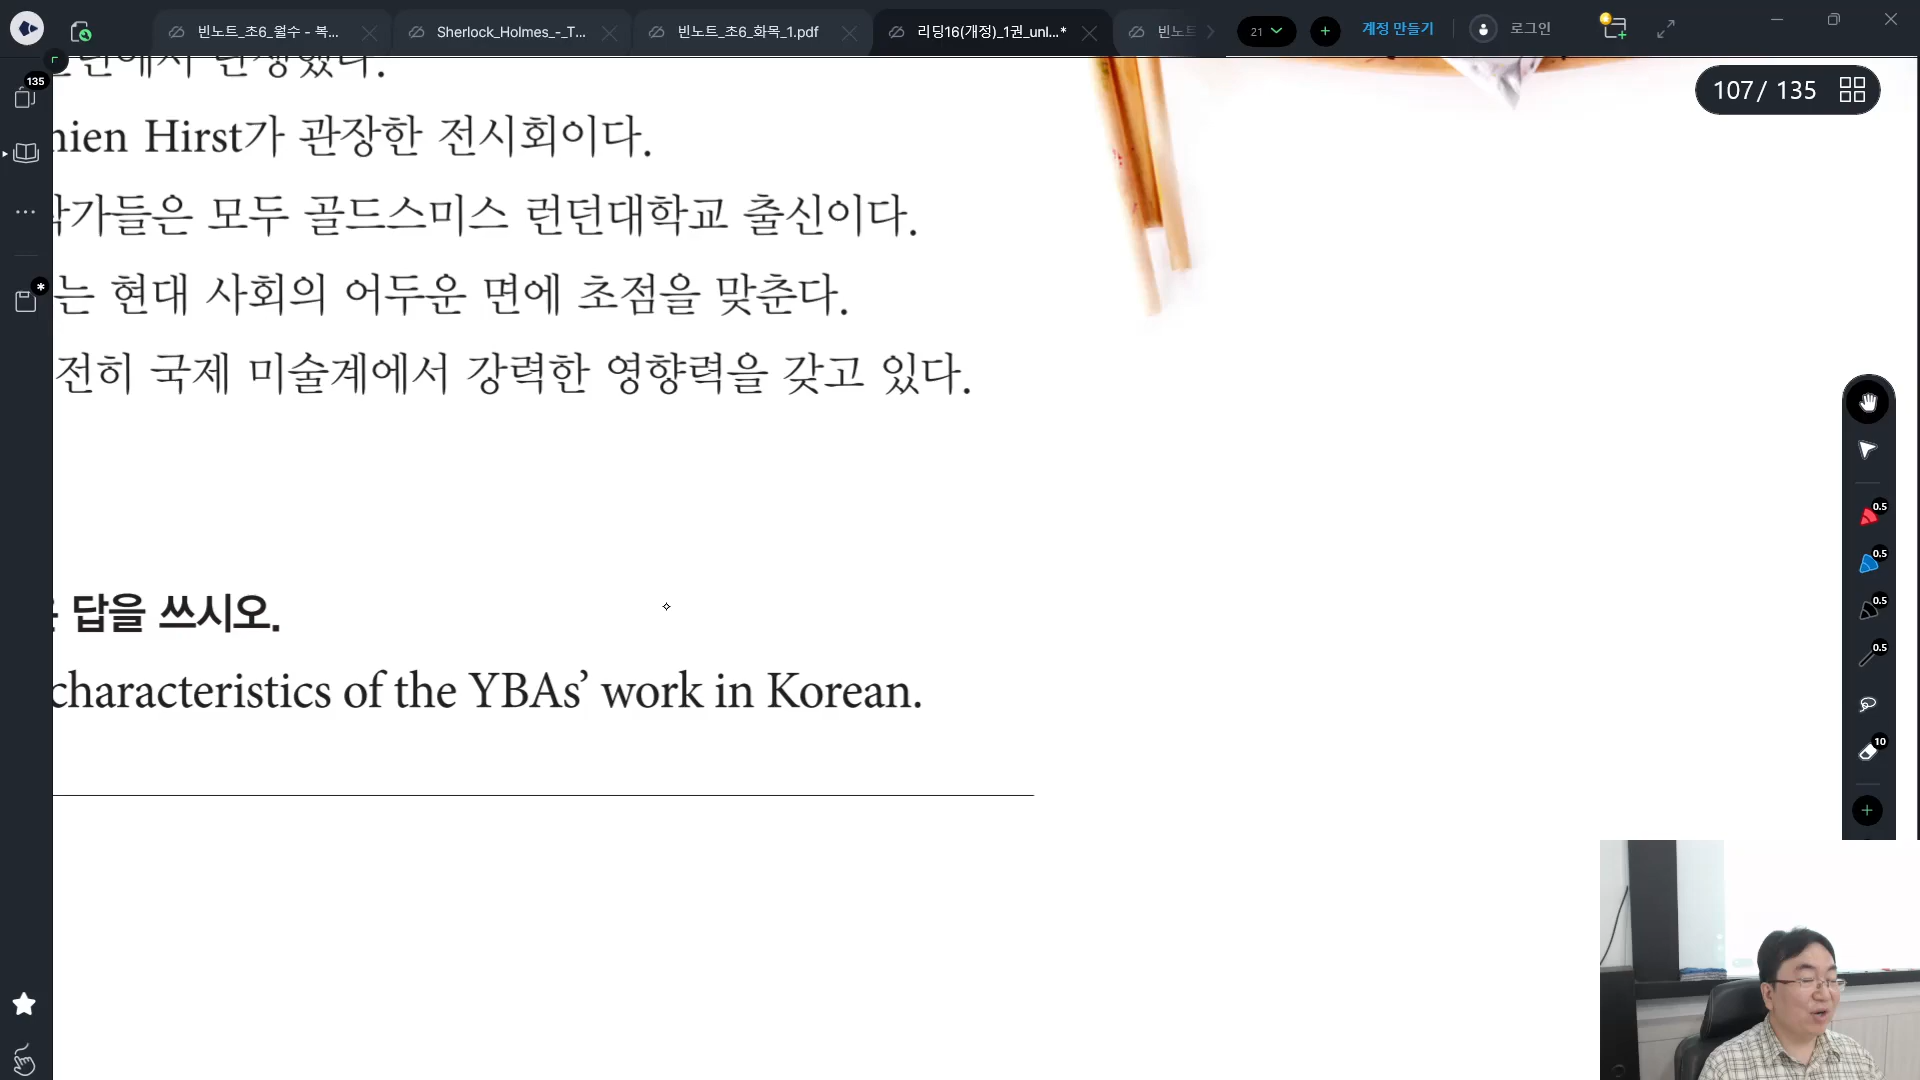 빈노트_초6_월수 - 복...
Sherlock_Holmes_-_T...
빈노트_초6_화목_1.pdf
리딩16(개정)_1권_unl...*
빈노트
21
계정 만들기
로그인
135
107/ 135
Hirst가 관장한 전시회이다.
모두 골드스미스 런던대학교 출신이다.
는 현대 사회의 어두운 면에 초점을 맞춘다.
전히 국제 미술계에서 강력한 영향력을 갖고 있다.
답을 쓰시오.
characteristics of the YBAs’ work in Korean.
0.5
0.5
0.5
0.5
10